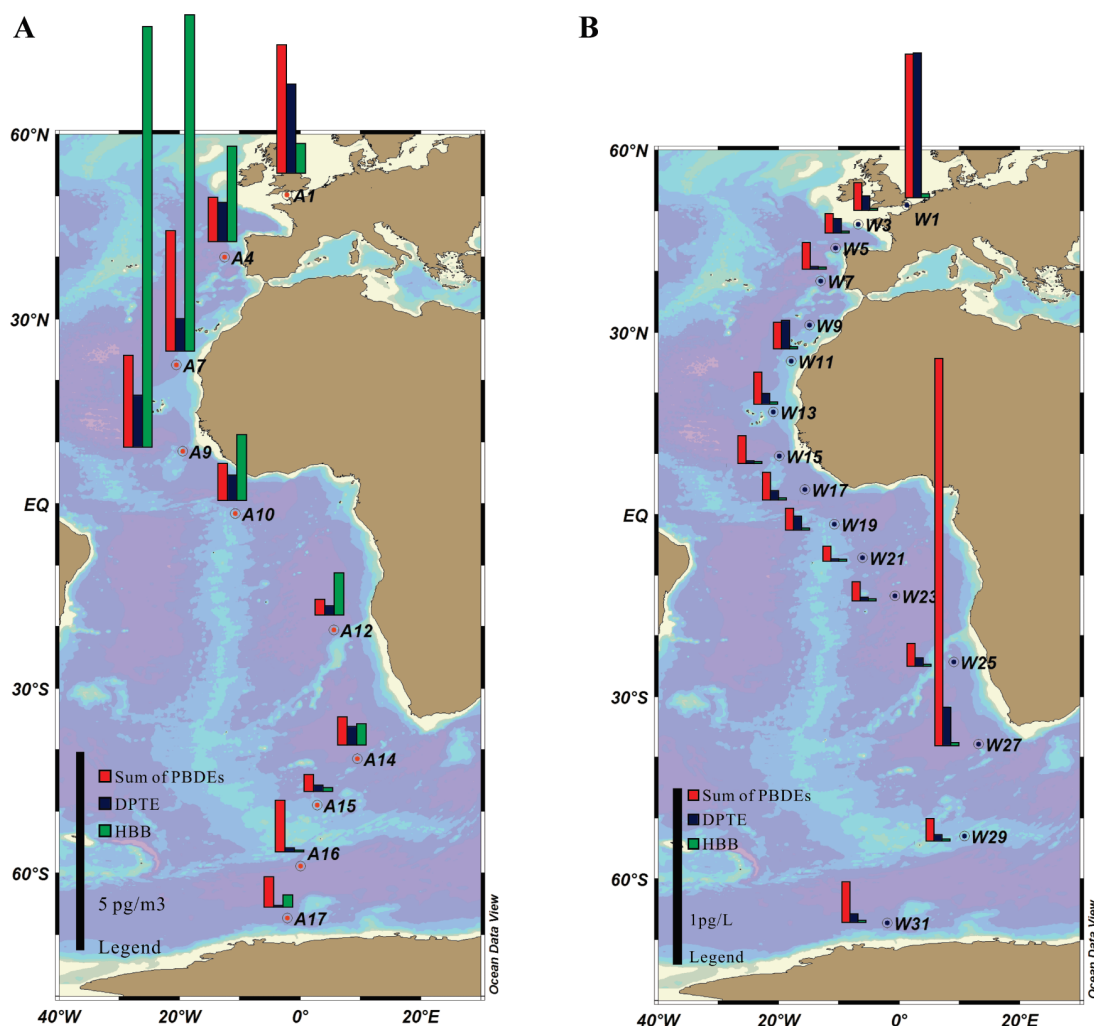 A
60°N
30°N
EQ
30°S
60°S
40°W
20°W
0°
20°E
A1
A4
A7
A9
A10
A12
A14
A15
A16
A17
Sum of PBDEs
DPTE
HBB
5 pg/m3
Legend
Ocean Data View
B
60°N
30°N
EQ
30°S
60°S
40°W
20°W
0°
20°E
W1
W3
W5
W7
W9
W11
W13
W15
W17
W19
W21
W23
W25
W27
W29
W31
Sum of PBDEs
DPTE
HBB
1pg/L
Legend
Ocean Data View